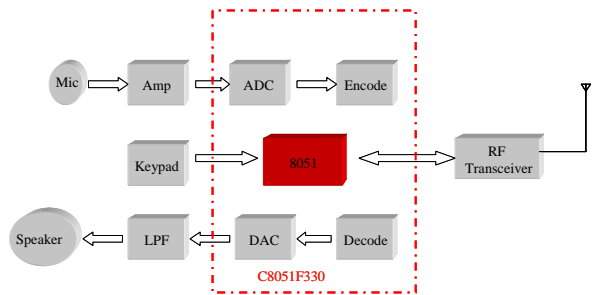 Mic
Amp
ADC
Encode
Keypad
8051
RF
Transceiver
Speaker
LPF
DAC
Decode
C8051F330